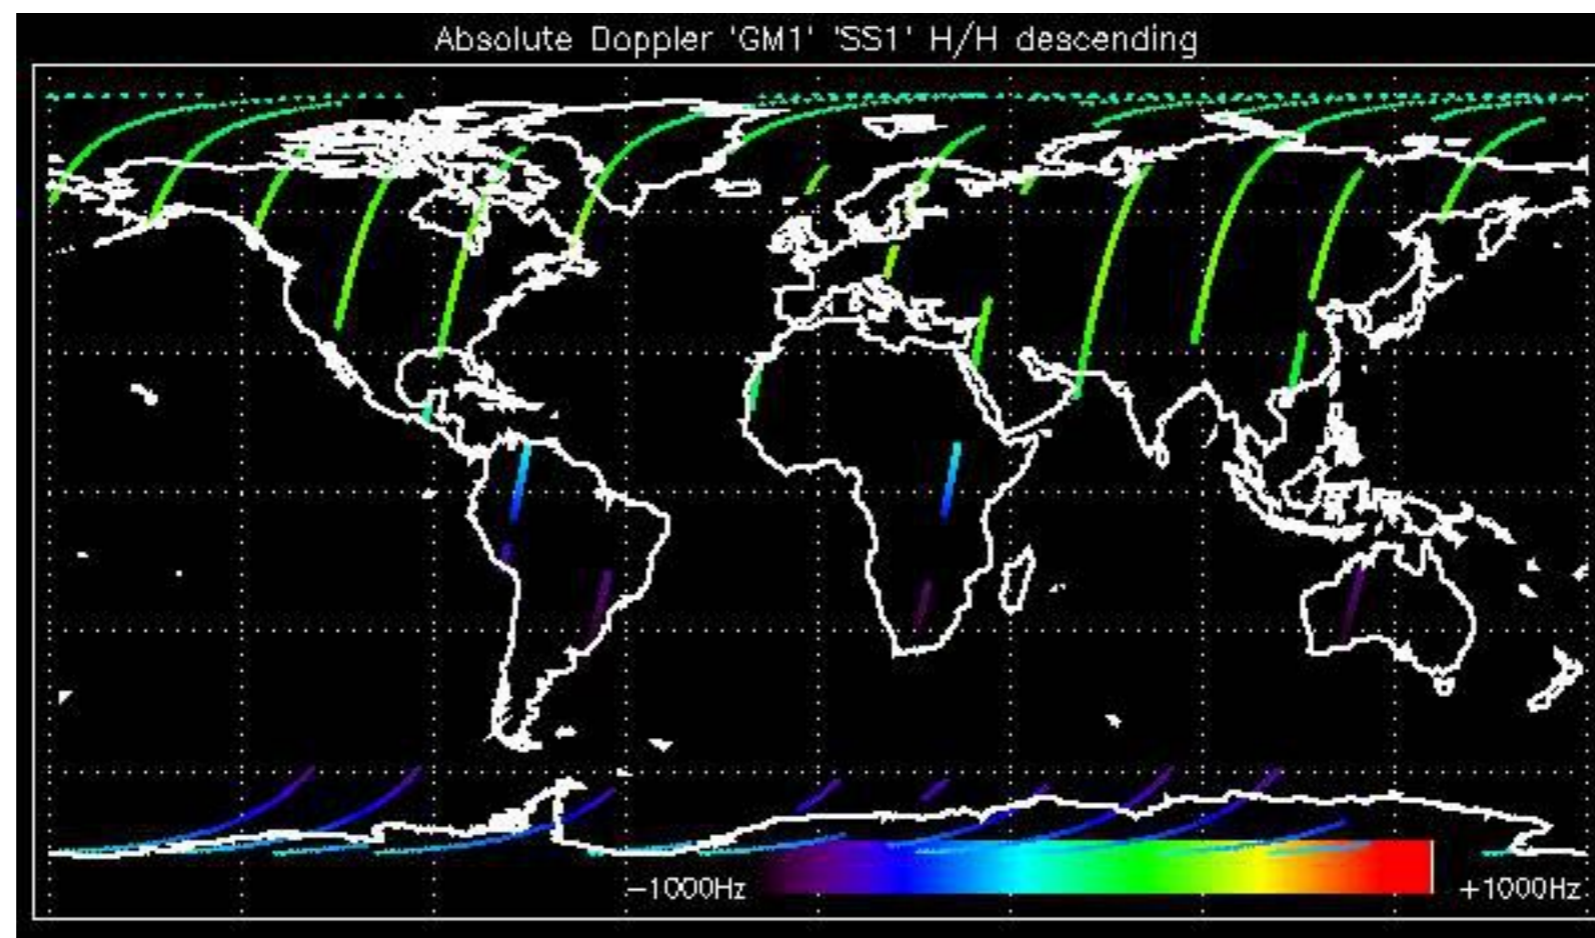 Absolute Doppler 'GM1' 'SS1' H/H descending
-1000Hz +1000Hz